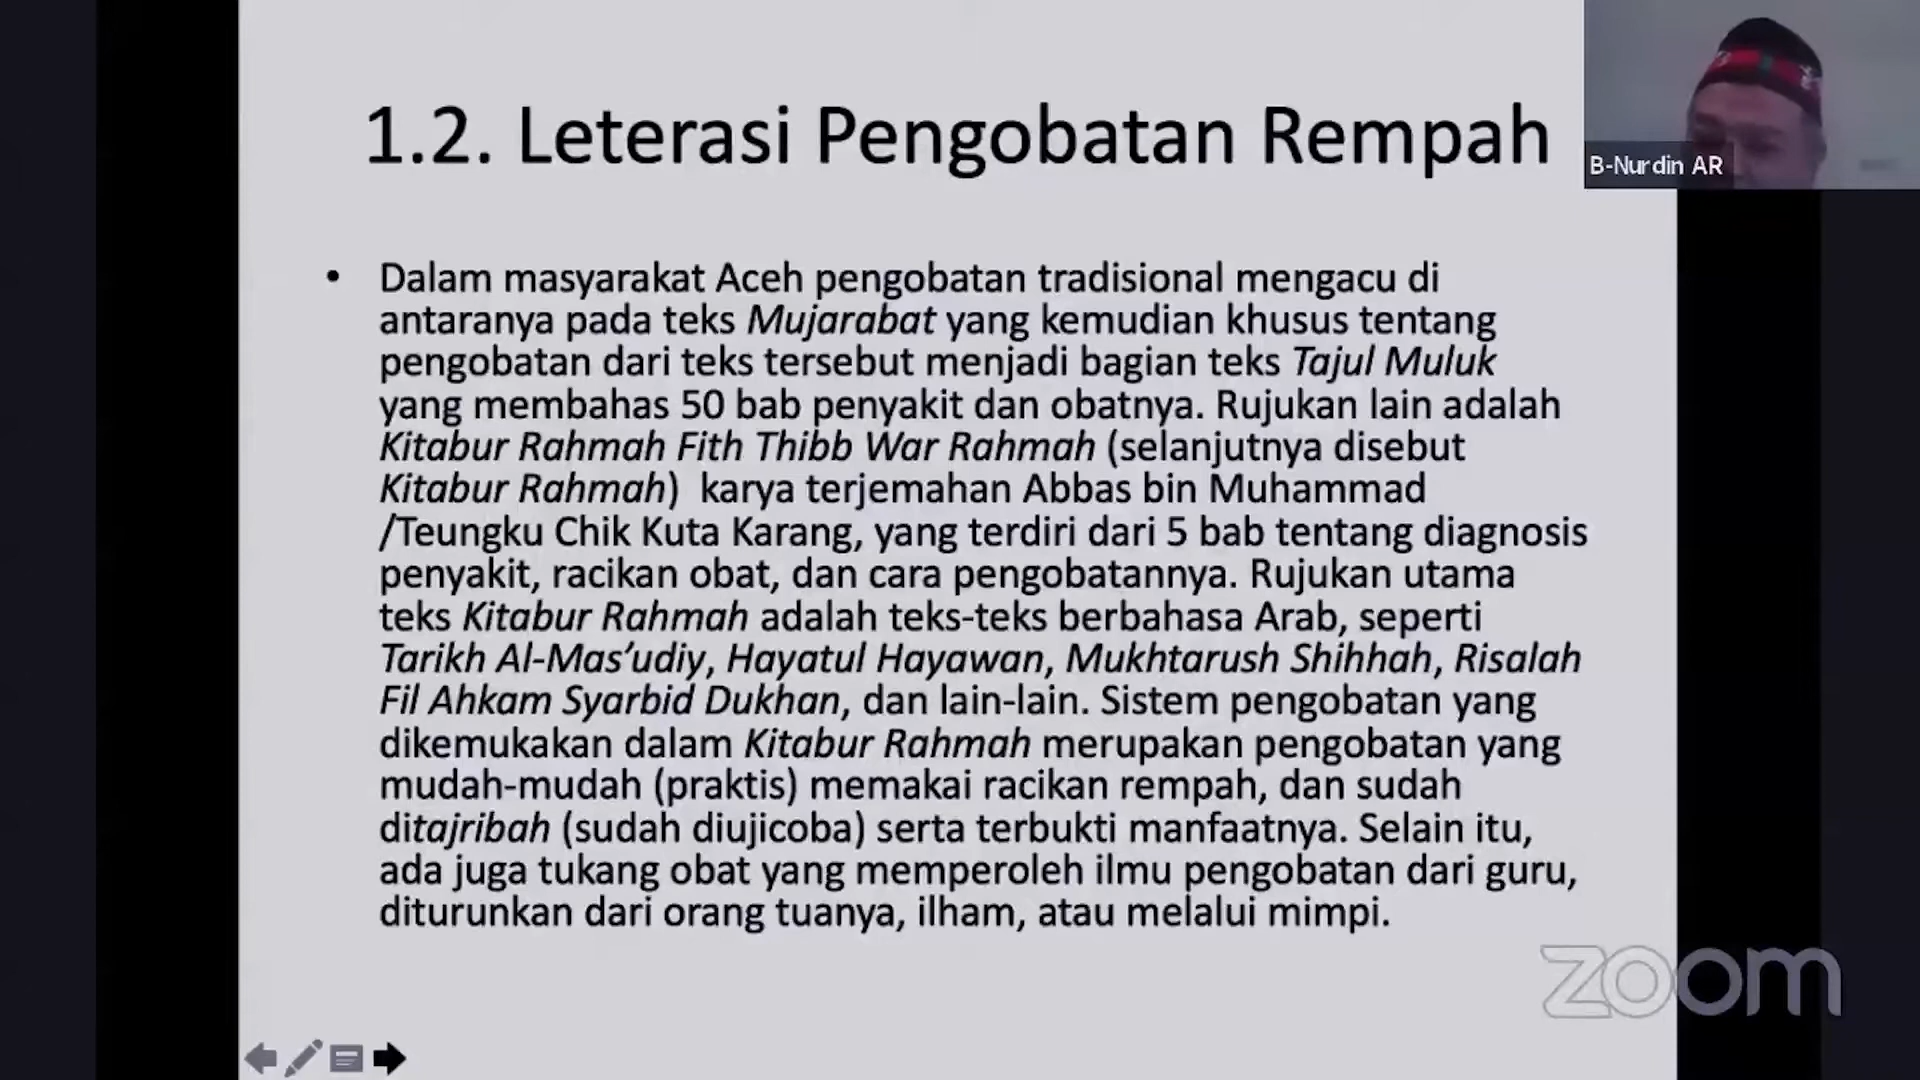 1.2. Leterasi Pengobatan Rempah
B-Nurdin AR
• Dalam masyarakat Aceh pengobatan tradisional mengacu di
antaranya pada teks Mujarabat yang kemudian khusus tentang
pengobatan dari teks tersebut menjadi bagian teks Tajul Muluk
yang membahas 50 bab penyakit dan obatnya. Rujukan lain adalah
Kitabur Rahmah Fith Thibb War Rahmah (selanjutnya disebut
Kitabur Rahmah) karya terjemahan Abbas bin Muhammad
/Teungku Chik Kuta Karang, yang terdiri dari 5 bab tentang diagnosis
penyakit, racikan obat, dan cara pengobatannya. Rujukan utama
teks Kitabur Rahmah adalah teks-teks berbahasa Arab, seperti
Tarikh Al-Mas’udiy, Hayatul Hayawan, Mukhtarush Shihhah, Risalah
Fil Ahkam Syarbid Dukhan, dan lain-lain. Sistem pengobatan yang
dikemukakan dalam Kitabur Rahmah merupakan pengobatan yang
mudah-mudah (praktis) memakai racikan rempah, dan sudah
ditajribah (sudah diujicoba) serta terbukti manfaatnya. Selain itu,
ada juga tukang obat yang memperoleh ilmu pengobatan dari guru,
diturunkan dari orang tuanya, ilham, atau melalui mimpi.
zoom